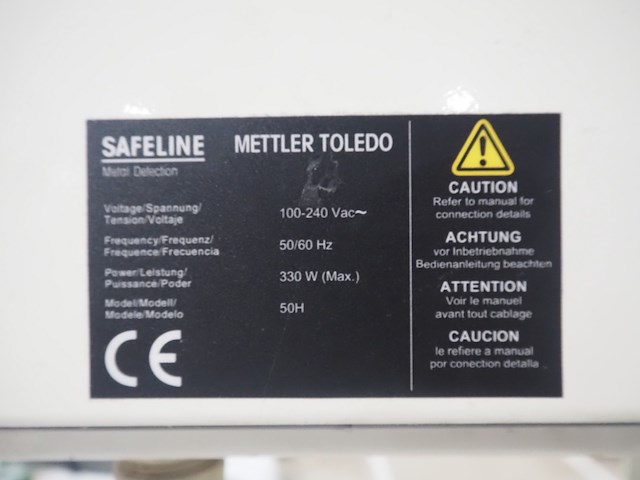 SAFELINE METTLER TOLEDO
Metal Detection
Voltage/Spannung/
Tension/Voltaje
100-240 Vac~
Frequency/Frequenz/
Frequence/Frecuencia
50/60 Hz
Power/Leistung/
Puissance/Poder
330 W (Max.)
Model/Modell/
Modele/Modelo
50H
CE
CAUTION
Refer to manual for
connection details
ACHTUNG
vor Inbetriebnahme
Bedienanleitung beachten
ATTENTION
Voir le manuel
avant tout cablage
CAUCION
le refiere a manual
por conection detalla